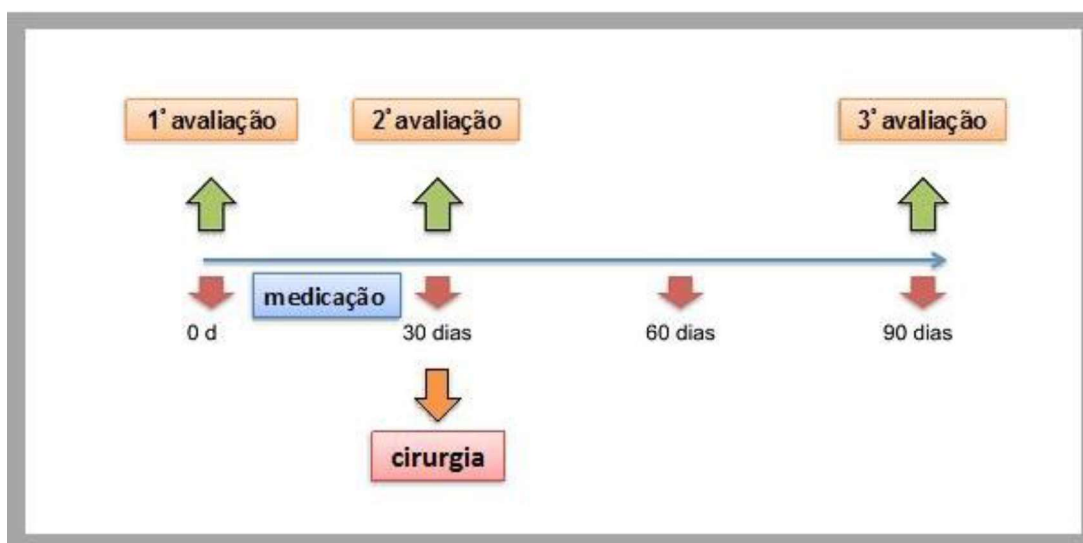 1ª avaliação
2ª avaliação
3ª avaliação
medicação
0 d
30 dias
60 dias
90 dias
cirurgia